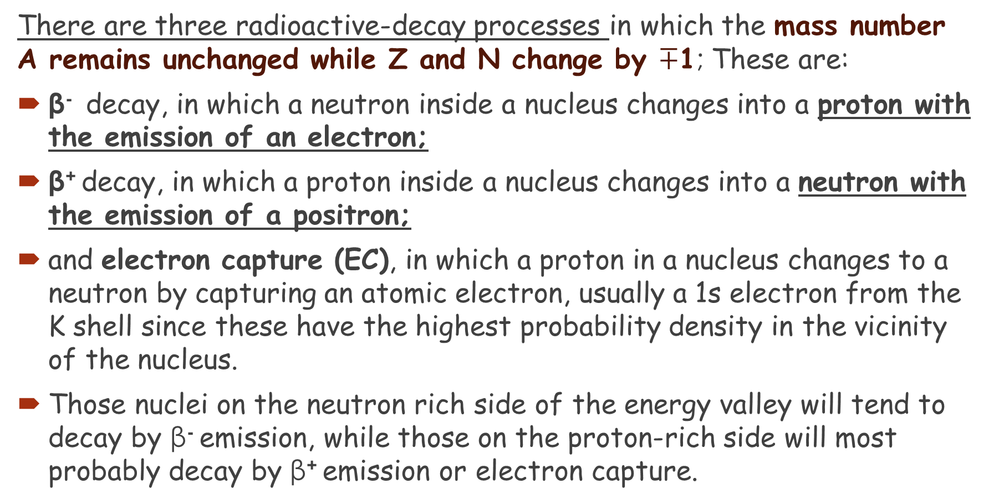 There are three radioactive-decay processes in which the mass number
A remains unchanged while Z and N change by ∓1; These are:
β- decay, in which a neutron inside a nucleus changes into a proton with
the emission of an electron;
β+ decay, in which a proton inside a nucleus changes into a neutron with
the emission of a positron;
and electron capture (EC), in which a proton in a nucleus changes to a
neutron by capturing an atomic electron, usually a 1s electron from the
K shell since these have the highest probability density in the vicinity
of the nucleus.
Those nuclei on the neutron rich side of the energy valley will tend to
decay by β- emission, while those on the proton-rich side will most
probably decay by β+ emission or electron capture.